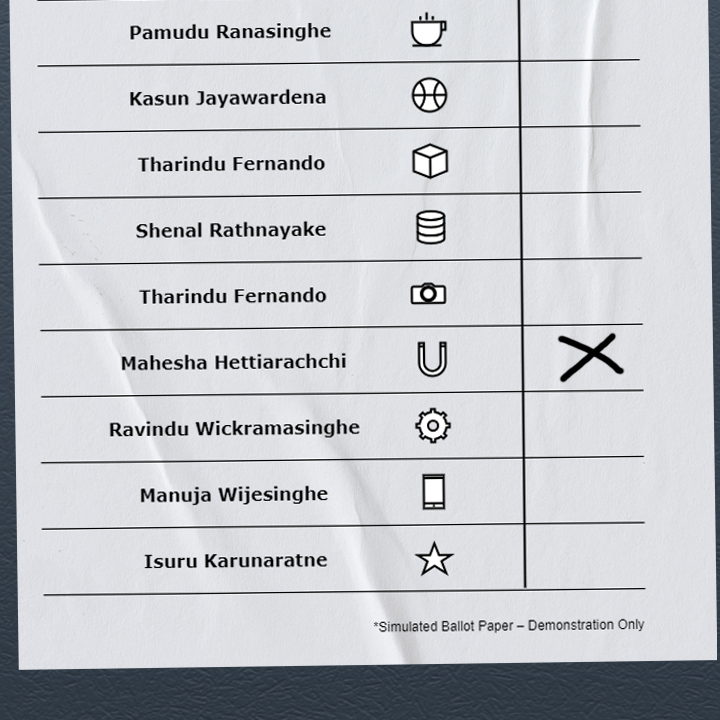 Pamudu Ranasinghe
Kasun Jayawardena
Tharindu Fernando
Shenal Rathnayake
Tharindu Fernando
Mahesha Hettiarachchi
Ravindu Wickramasinghe
Manuja Wijesinghe
Isuru Karunaratne
*Simulated Ballot Paper – Demonstration Only